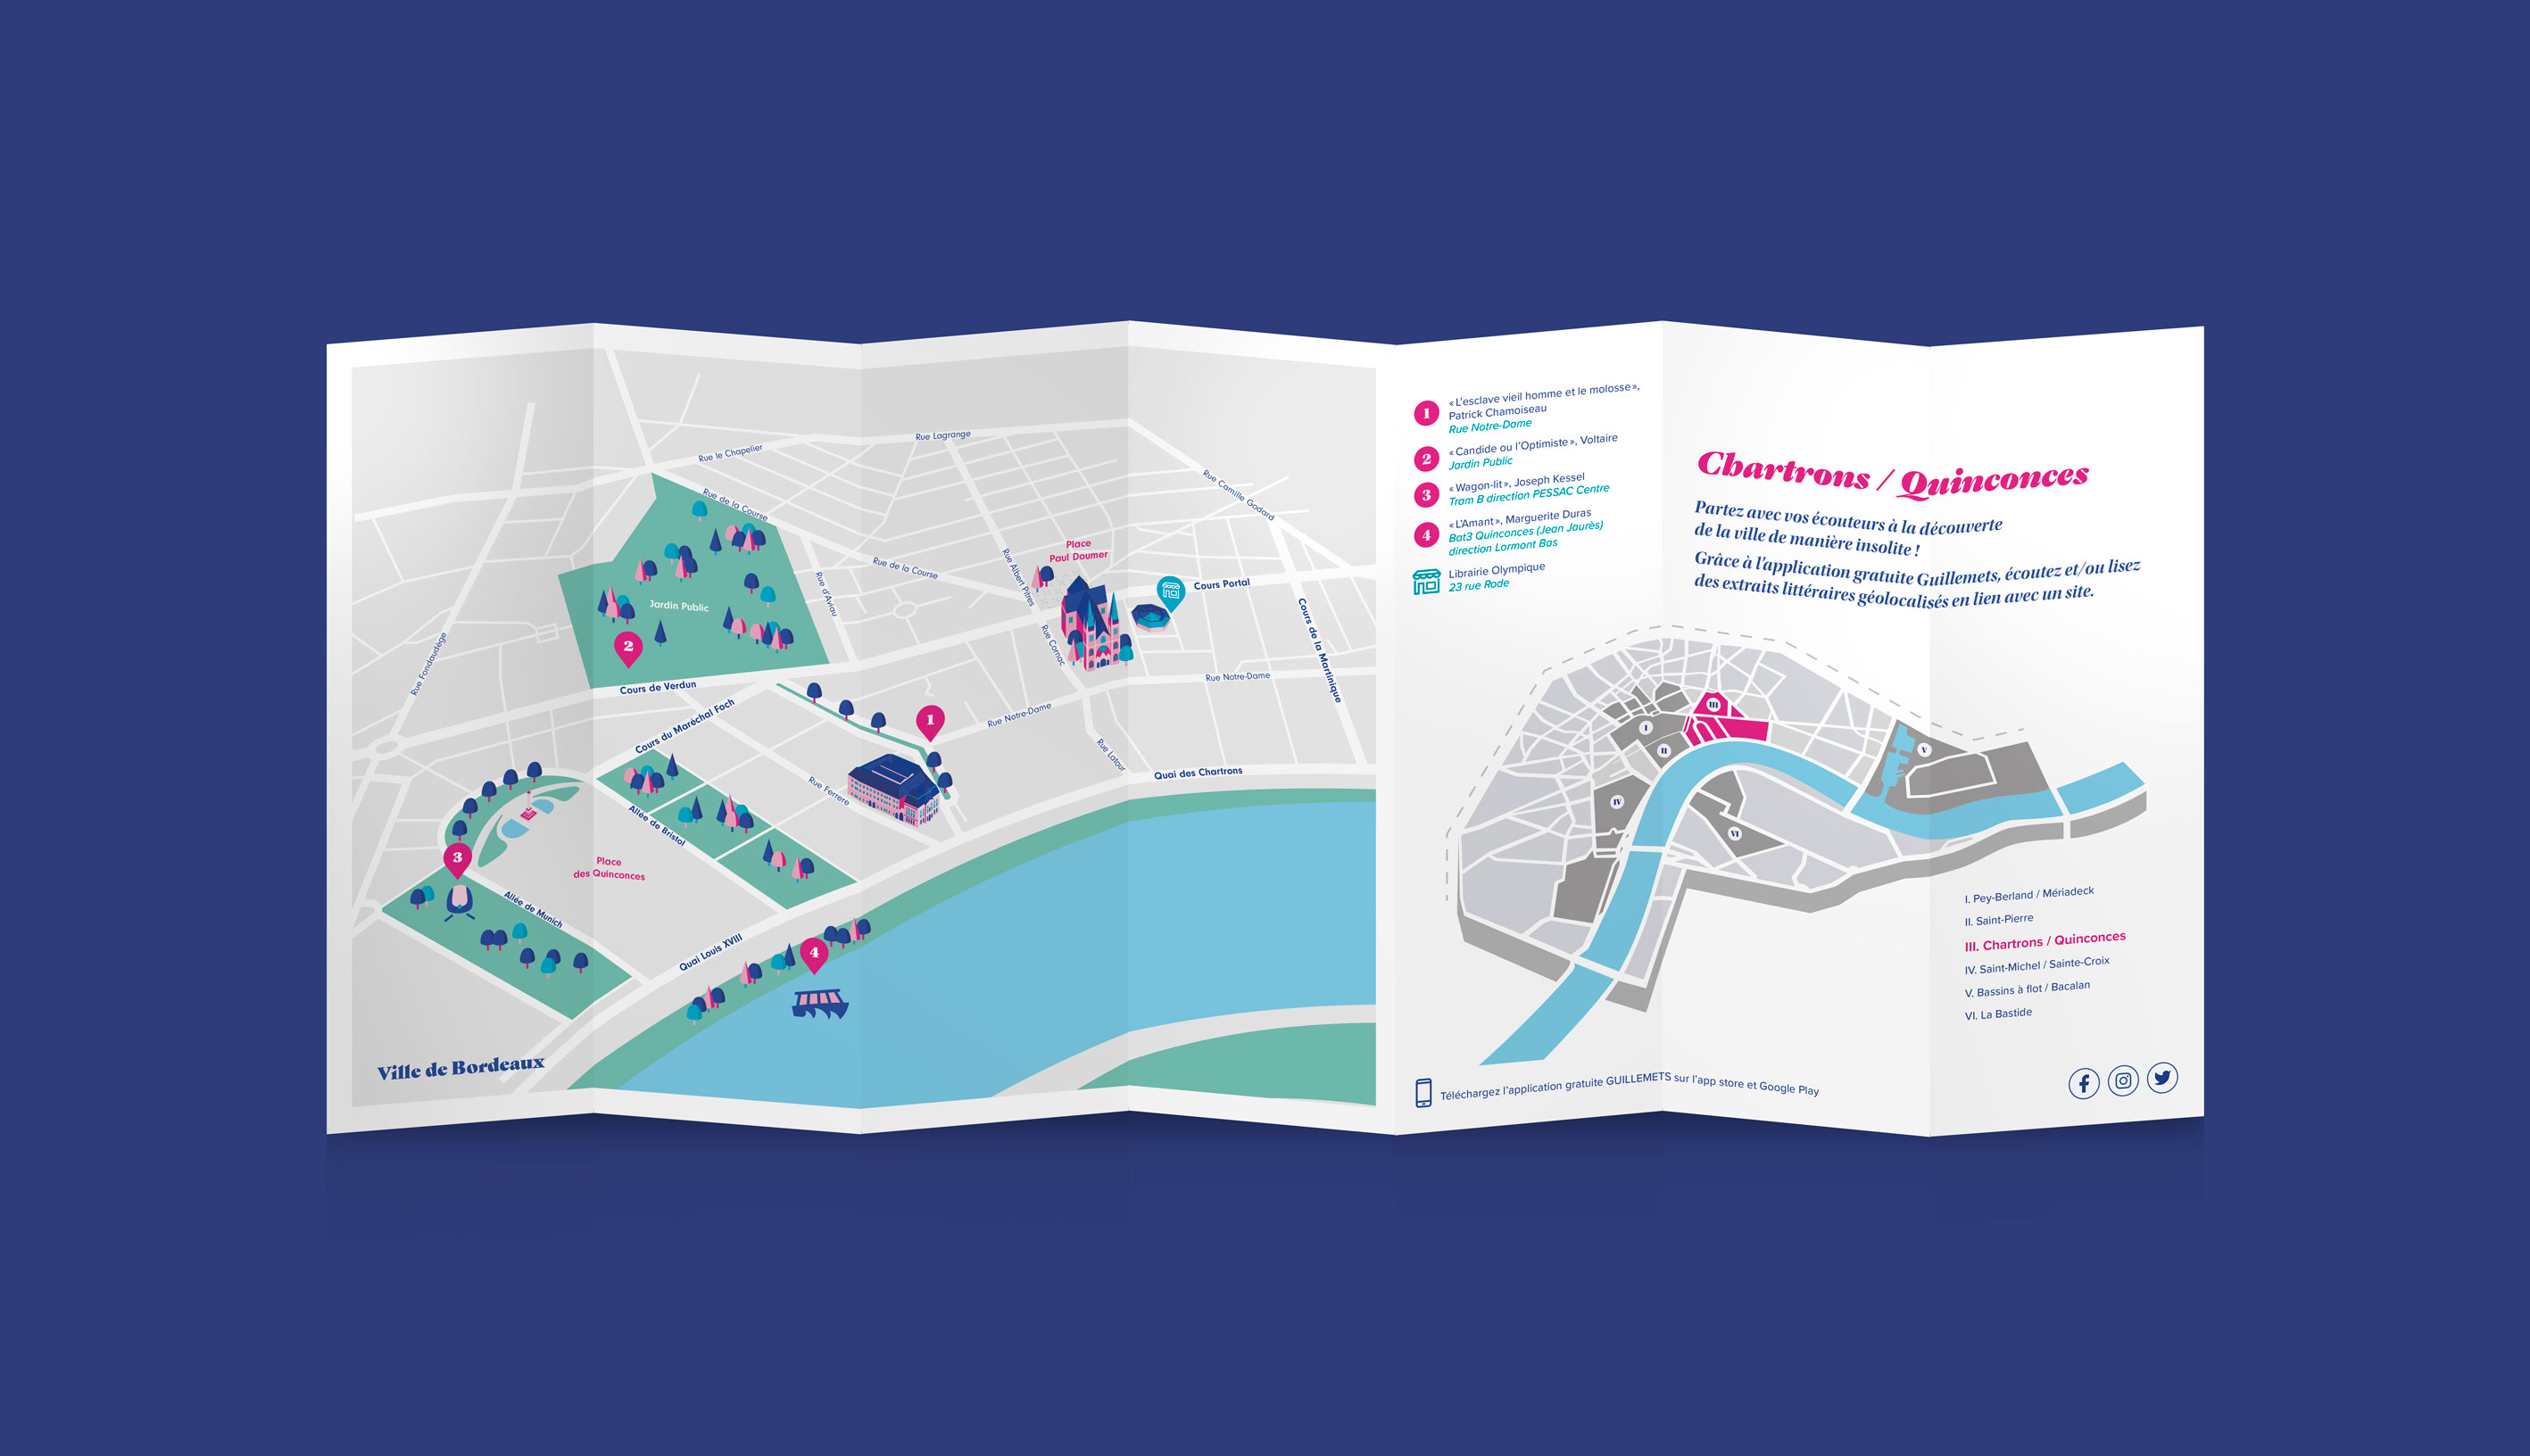 Rue Lagrange
Rue le Chapelier
Rue de la Course
Rue Camille Godard
Place
Paul Doumer
Rue de la Course
Rue Albert Pitres
Rue d'Aviau
Cours Portal
Jardin Public
2
Rue Fondaudège
Rue Cornac
Cours de la Martinique
Cours de Verdun
Rue Notre-Dame
Cours du Maréchal Foch
1
Rue Notre-Dame
Rue Latour
Quai des Chartrons
Rue Ferrere
Allée de Bristol
3
Place
des Quinconces
Allée de Munich
Quai Louis XVIII
4
Ville de Bordeaux
1
«L'esclave vieil homme et le molosse»,
Patrick Chamoiseau
Rue Notre-Dame
2
«Candide ou l'Optimiste», Voltaire
Jardin Public
3
«Wagon-lit», Joseph Kessel
Tram B direction PESSAC Centre
4
«L'Amant», Marguerite Duras
Bat3 Quinconces (Jean Jaurès)
direction Lormont Bas
Librairie Olympique
23 rue Rode
Chartrons / Quinconces
Partez avec vos écouteurs à la découverte
de la ville de manière insolite !
Grâce à l'application gratuite Guillemets, écoutez et/ou lisez
des extraits littéraires géolocalisés en lien avec un site.
III
I
II
V
IV
VI
I. Pey-Berland / Mériadeck
II. Saint-Pierre
III. Chartrons / Quinconces
IV. Saint-Michel / Sainte-Croix
V. Bassins à flot / Bacalan
VI. La Bastide
Téléchargez l'application gratuite GUILLEMETS sur l'app store et Google Play